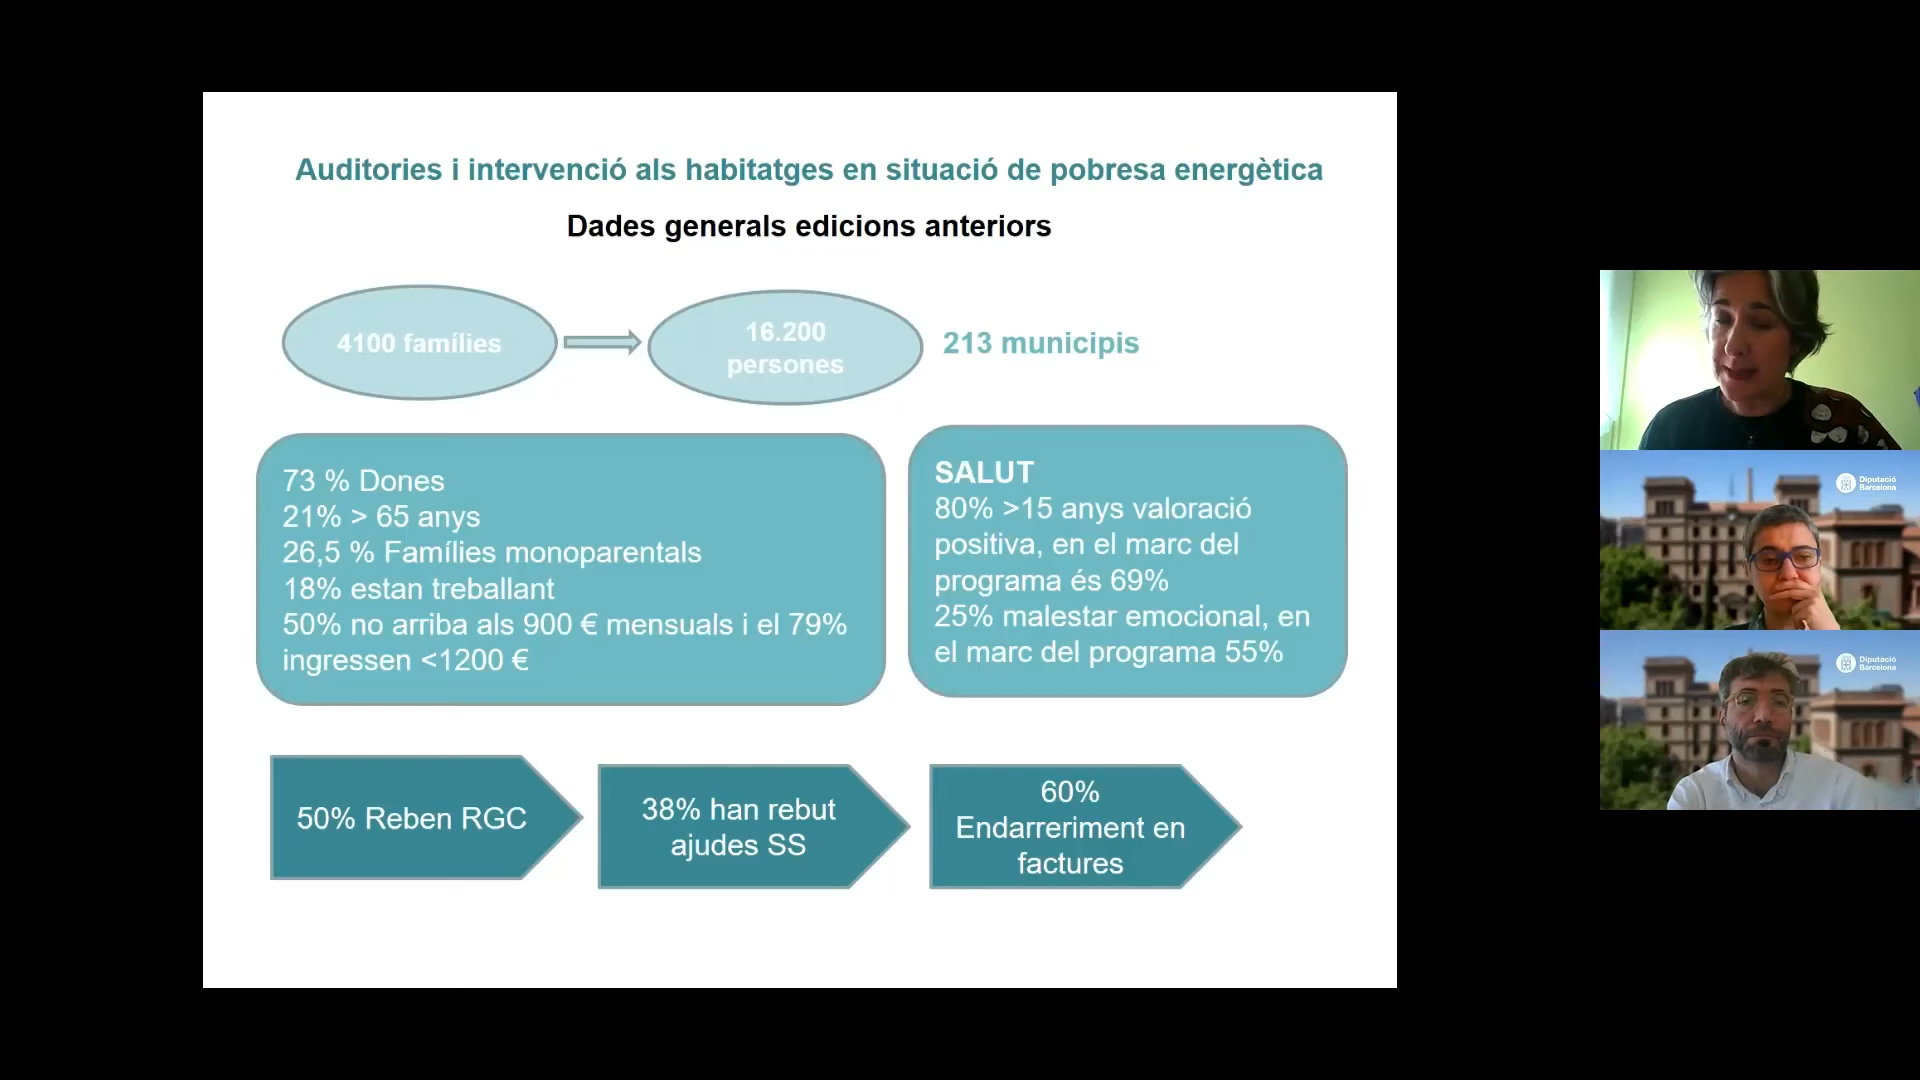 Auditories i intervenció als habitatges en situació de pobresa energètica
Dades generals edicions anteriors
4100 famílies
16.200
persones
213 municipis
73 % Dones
21% > 65 anys
26,5 % Famílies monoparentals
18% estan treballant
50% no arriba als 900 € mensuals i el 79%
ingressen <1200 €
SALUT
80% >15 anys valoració
positiva, en el marc del
programa és 69%
25% malestar emocional, en
el marc del programa 55%
50% Reben RGC
38% han rebut
ajudes SS
60%
Endarreriment en
factures
Diputació
Barcelona
Diputació
Barcelona